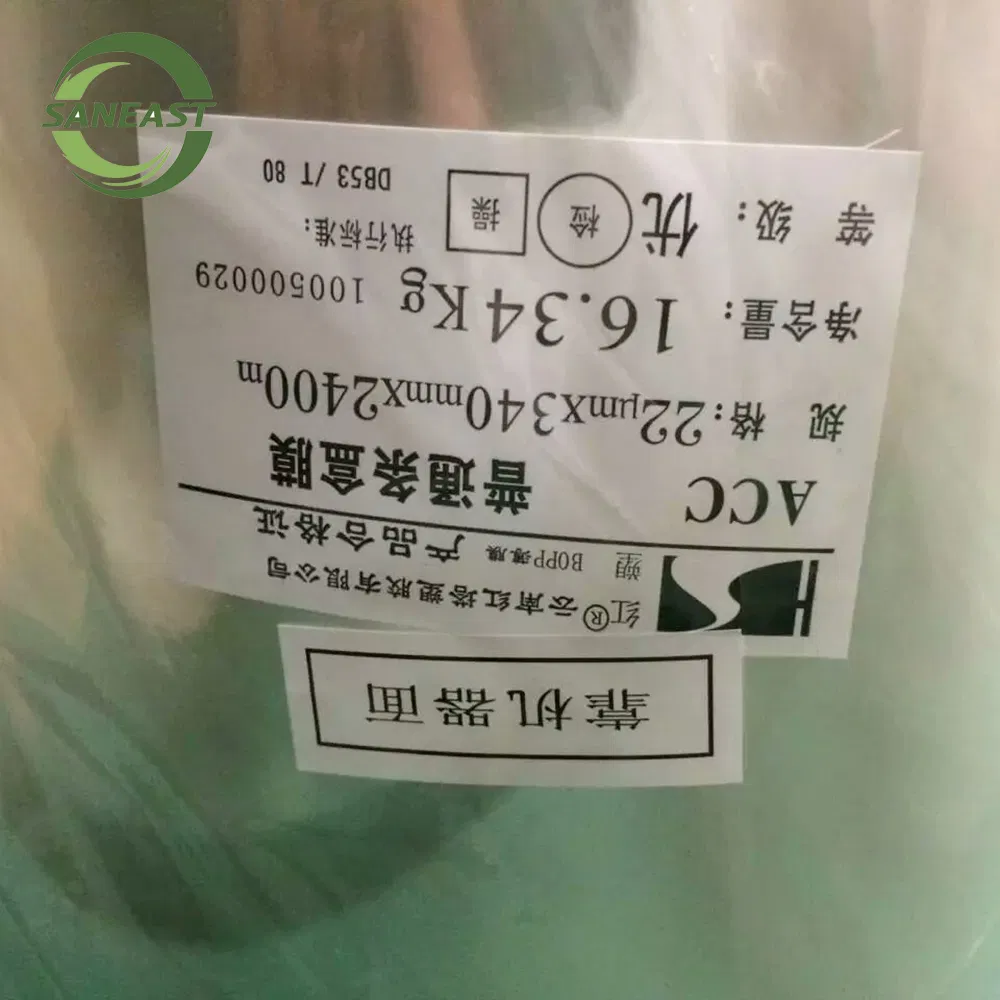 SANEAST
靠机器面
HS 红® 云南红塔塑胶有限公司
塑 BOPP薄膜 产品合格证
ACC 普通条盒膜
规 格:22μmX340mmX2400m
净含量: 16.34Kg 100500029
等 级: 优 检 操 执行标准:
DB53 /T 80